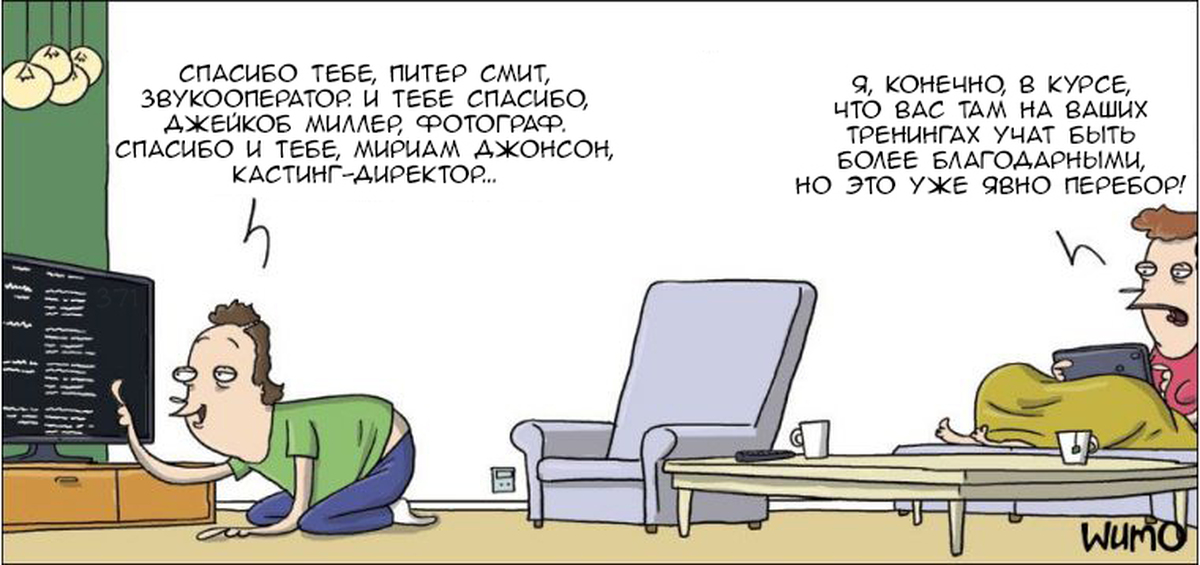 СПАСИБО ТЕБЕ, ПИТЕР СМИТ,
ЗВУКООПЕРАТОР. И ТЕБЕ СПАСИБО,
ДЖЕЙКОБ МИЛЛЕР, ФОТОГРАФ.
СПАСИБО И ТЕБЕ, МИРИАМ ДЖОНСОН,
КАСТИНГ-ДИРЕКТОР...
Я, КОНЕЧНО, В КУРСЕ,
ЧТО ВАС ТАМ НА ВАШИХ
ТРЕНИНГАХ УЧАТ БЫТЬ
БОЛЕЕ БЛАГОДАРНЫМИ,
НО ЭТО УЖЕ ЯВНО ПЕРЕБОР!
371
WUMO